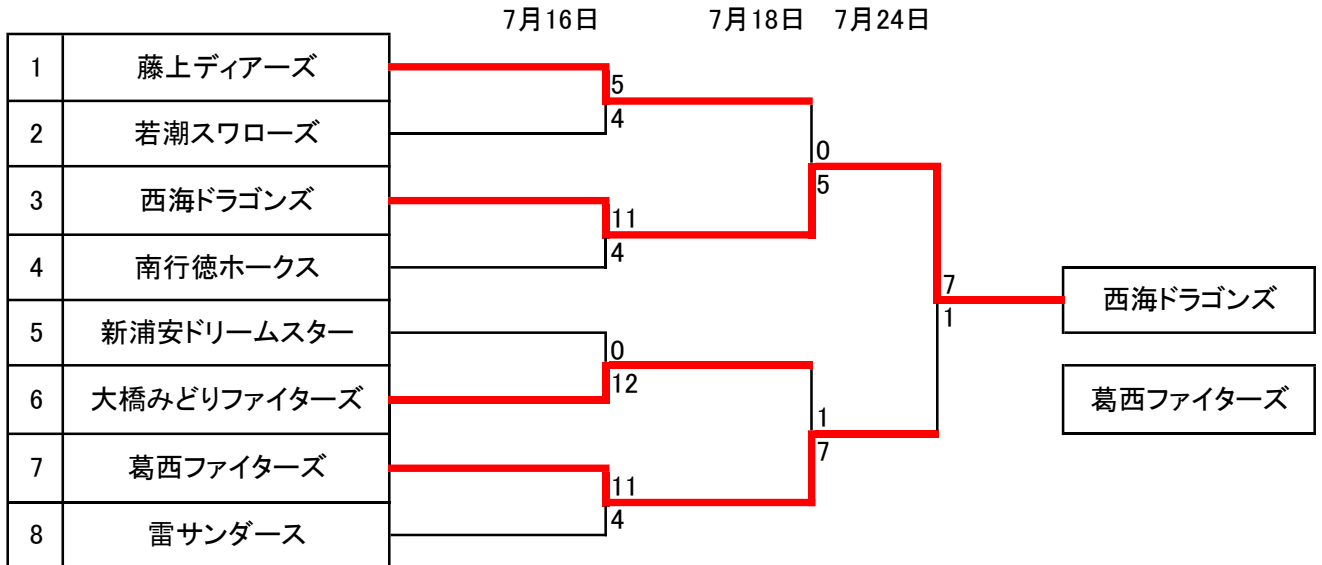 7月16日 7月18日 7月24日
1 藤上ディアーズ
5
4
2 若潮スワローズ
0
5
3 西海ドラゴンズ
11
4
4 南行徳ホークス
7
1
西海ドラゴンズ
5 新浦安ドリームスター
0
12
6 大橋みどりファイターズ
葛西ファイターズ
1
7
7 葛西ファイターズ
11
4
8 雷サンダース